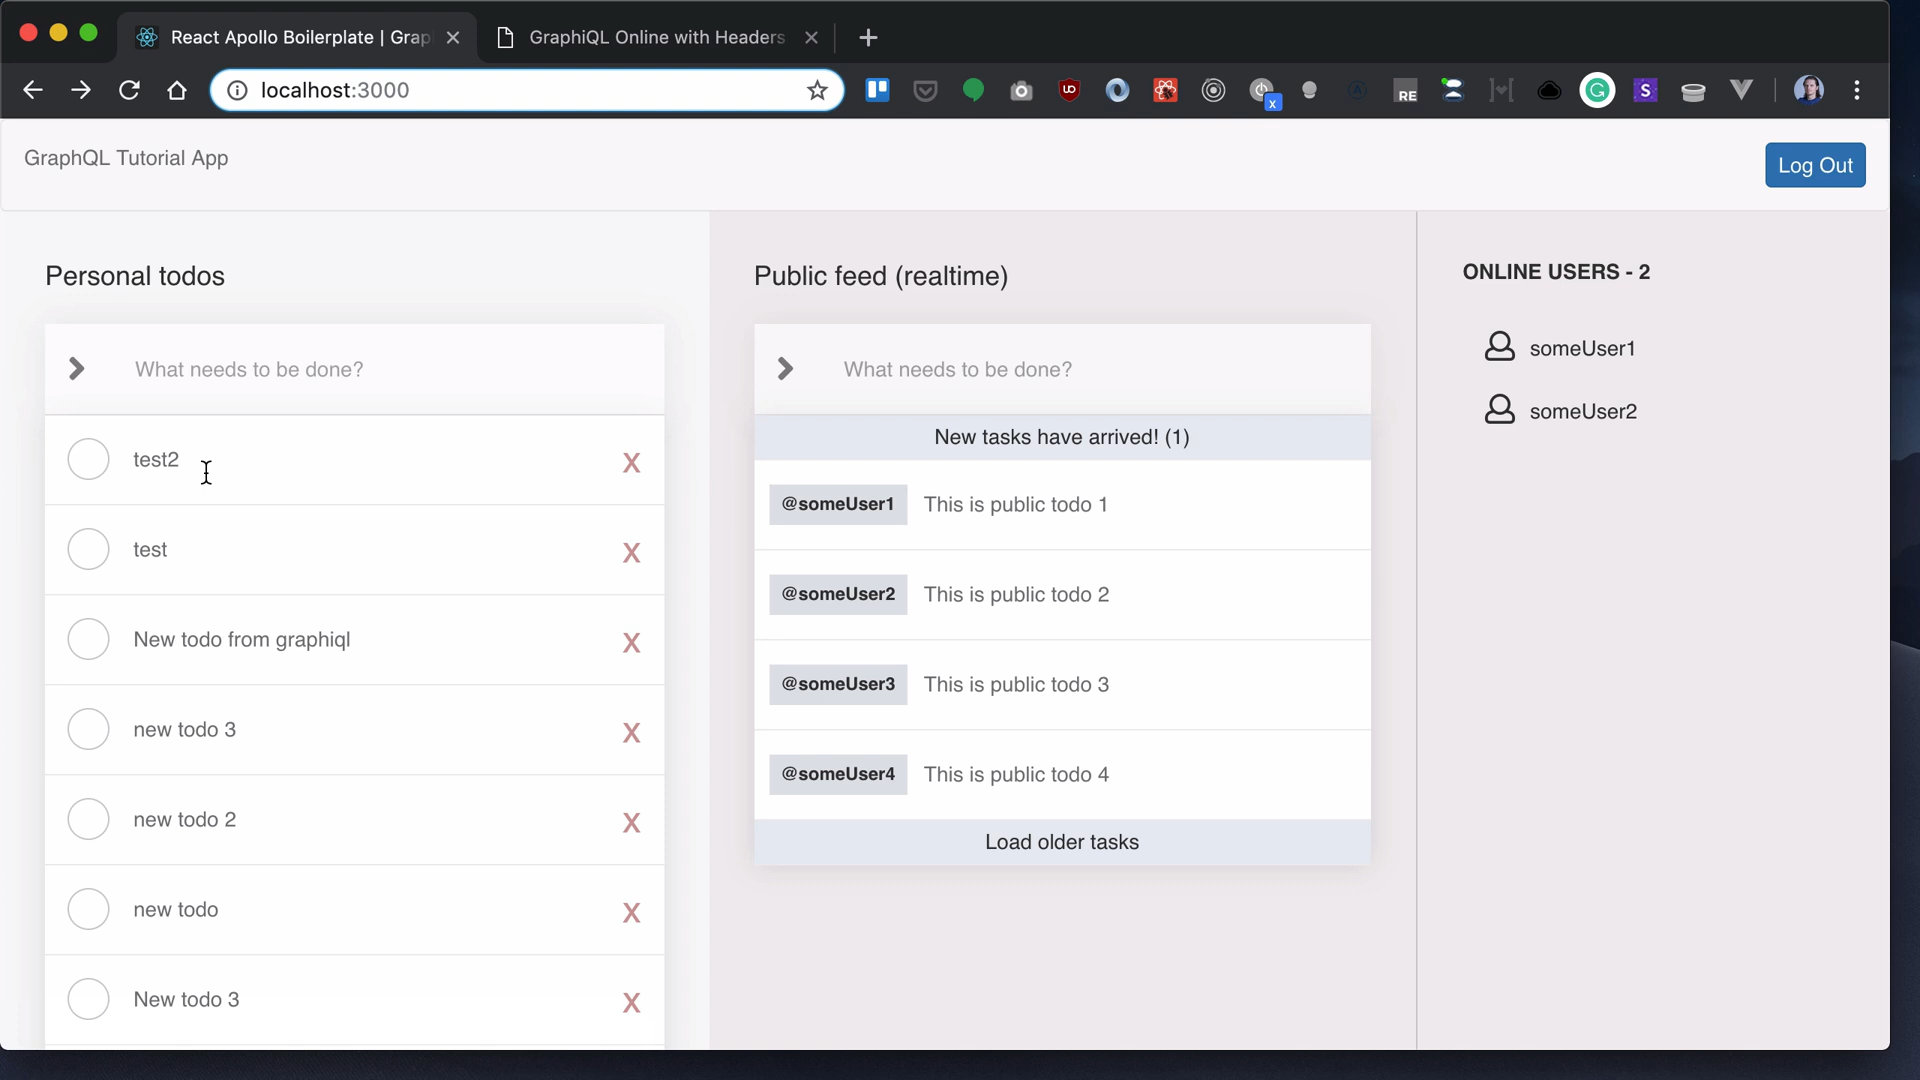 React Apollo Boilerplate | Grap
GraphiQL Online with Headers
localhost:3000
GraphQL Tutorial App
Log Out
Personal todos
What needs to be done?
test2
X
test
X
New todo from graphiql
X
new todo 3
X
new todo 2
X
new todo
X
New todo 3
X
Public feed (realtime)
What needs to be done?
New tasks have arrived! (1)
@someUser1 This is public todo 1
@someUser2 This is public todo 2
@someUser3 This is public todo 3
@someUser4 This is public todo 4
Load older tasks
ONLINE USERS - 2
someUser1
someUser2